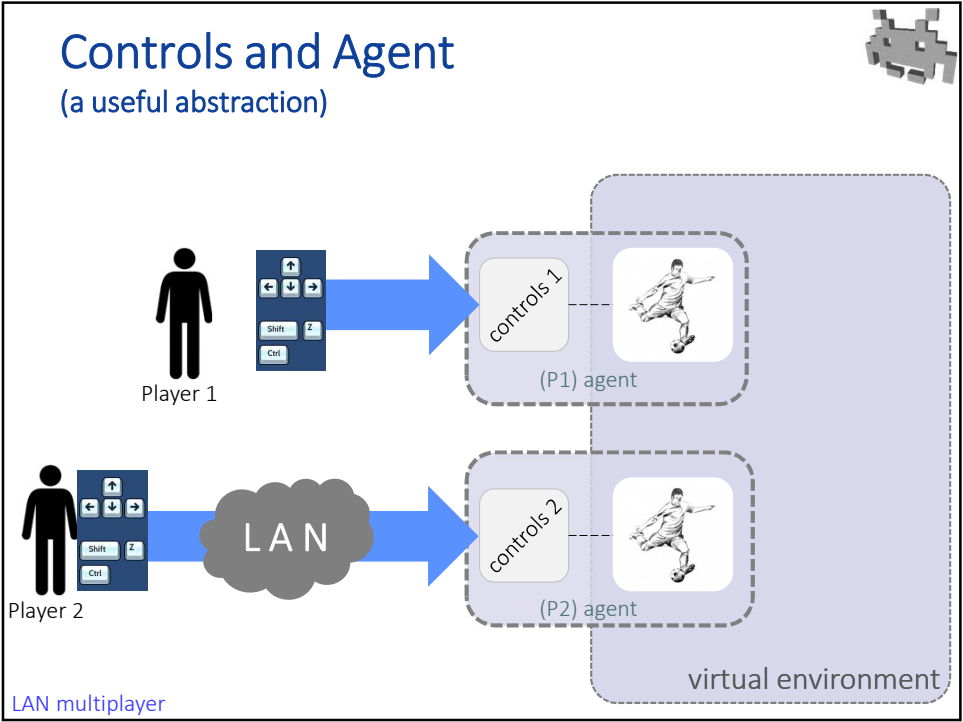 Controls and Agent
(a useful abstraction)
↑
← ↓ →
Shift Z
Ctrl
Player 1
controls 1
(P1) agent
↑
← ↓ →
Shift Z
Ctrl
Player 2
LAN
controls 2
(P2) agent
virtual environment
LAN multiplayer